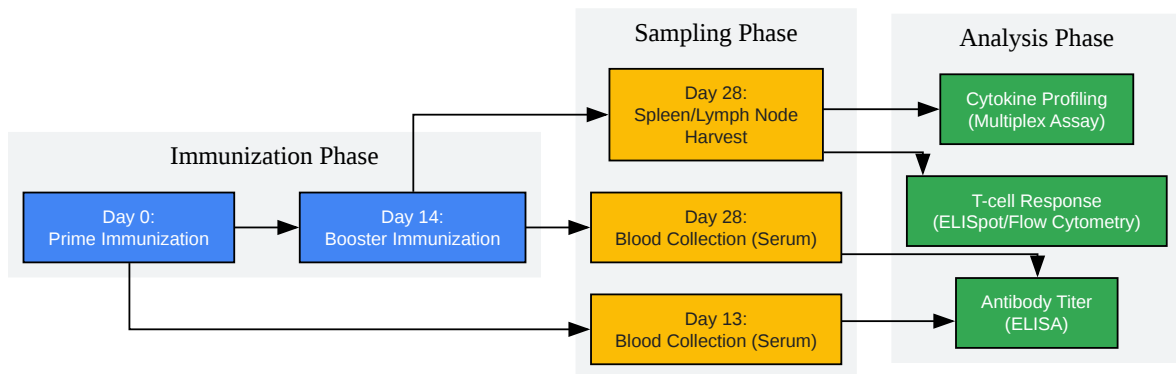 Immunization Phase
Day 0:
Prime Immunization
Day 14:
Booster Immunization
Sampling Phase
Day 28:
Spleen/Lymph Node
Harvest
Day 28:
Blood Collection (Serum)
Day 13:
Blood Collection (Serum)
Analysis Phase
Cytokine Profiling
(Multiplex Assay)
T-cell Response
(ELISpot/Flow Cytometry)
Antibody Titer
(ELISA)